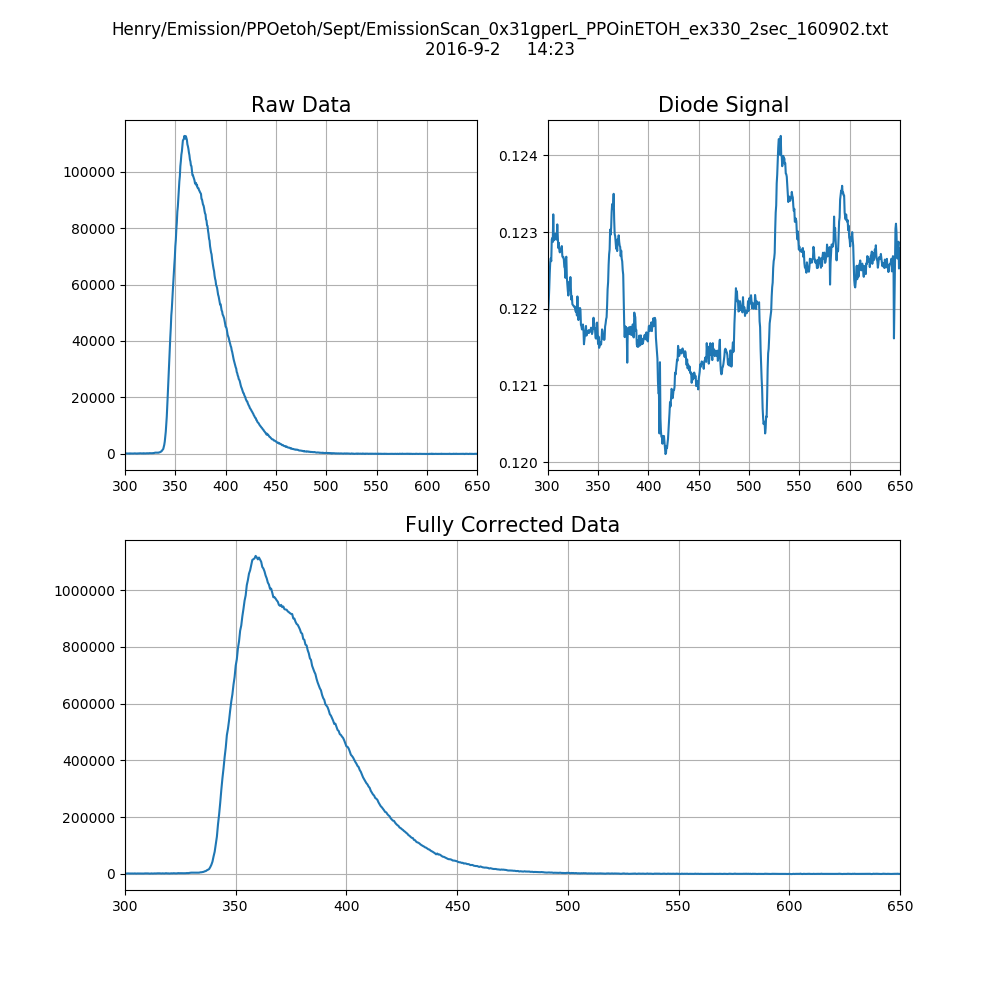 Henry/Emission/PPOetoh/Sept/EmissionScan_0x31gperL_PPOinETOH_ex330_2sec_160902.txt
2016-9-2 14:23
Raw Data
100000
80000
60000
40000
20000
0
300 350 400 450 500 550 600 650
Diode Signal
0.124
0.123
0.122
0.121
0.120
300 350 400 450 500 550 600 650
Fully Corrected Data
1000000
800000
600000
400000
200000
0
300 350 400 450 500 550 600 650